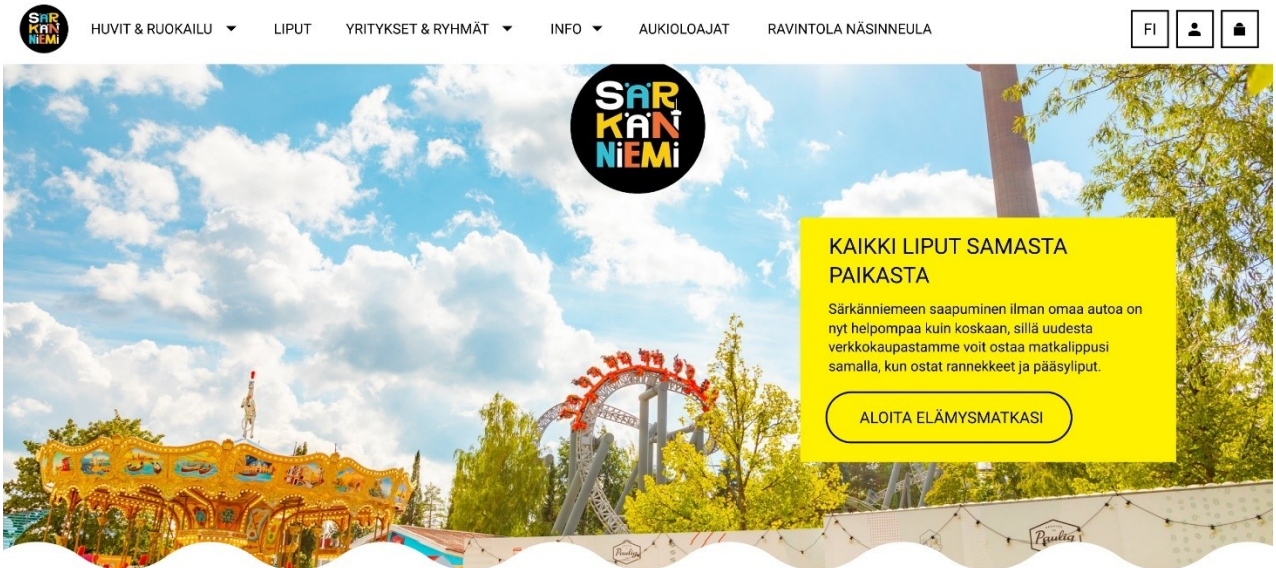 SÄR
KÄN
NiEMi
HUVIT & RUOKAILU
LIPUT
YRITYKSET & RYHMÄT
INFO
AUKIOLOAJAT
RAVINTOLA NÄSINNEULA
FI
SÄR
KÄN
NiEMi
KAIKKI LIPUT SAMASTA
PAIKASTA
Särkänniemeen saapuminen ilman omaa autoa on
nyt helpompaa kuin koskaan, sillä uudesta
verkkokaupastamme voit ostaa matkalippusi
samalla, kun ostat rannekkeet ja pääsyliput.
ALOITA ELÄMYSMATKASI
Paulig
Paulig